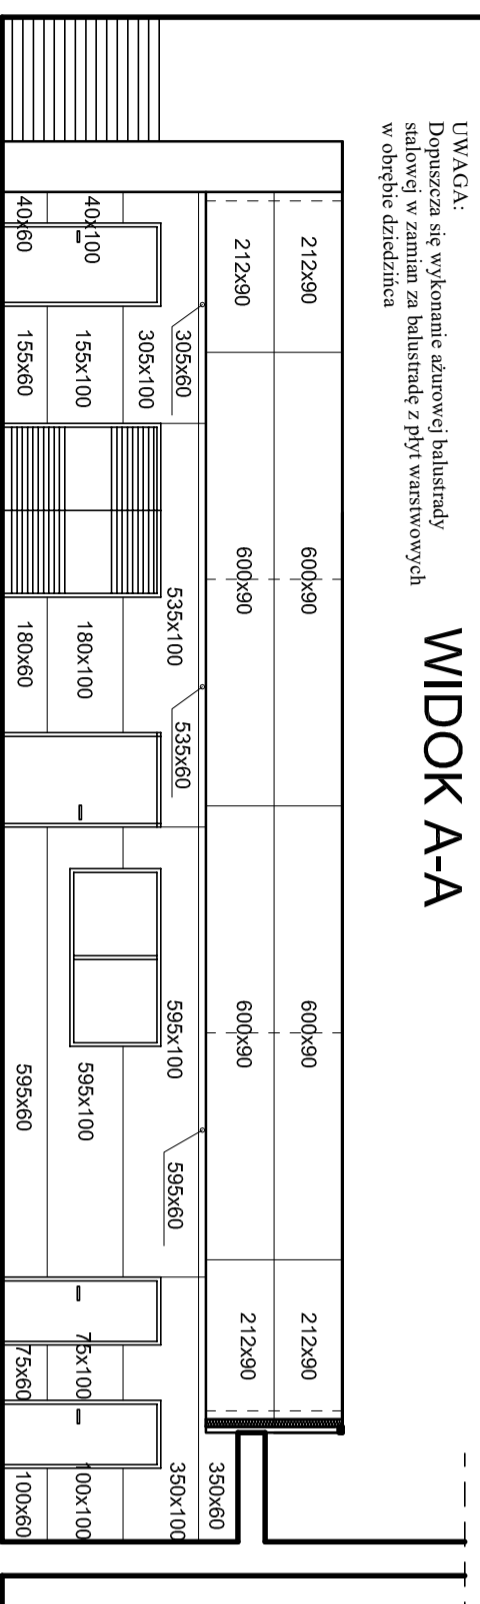 UWAGA:
Dopuszcza się wykonanie ażurowej balustrady
stalowej w zamian za balustradę z płyt warstwowych
w obrębie dziedzińca
WIDOK A-A
212x90
600x90
600x90
212x90
212x90
600x90
600x90
212x90
305x60
535x60
595x60
350x60
305x100
535x100
595x100
350x100
40x100
155x100
180x100
595x100
75x100
100x100
40x60
155x60
180x60
595x60
75x60
100x60